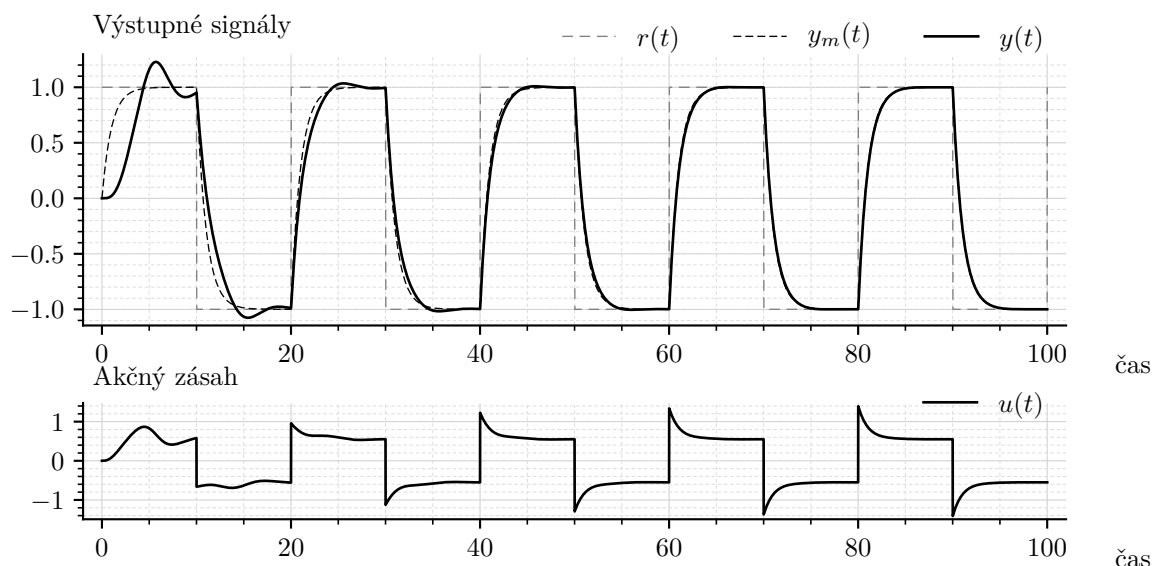 Výstupné signály
r(t) y_m(t) y(t)
1.0
0.5
0.0
−0.5
−1.0
0 20 40 60 80 100
čas
Akčný zásah
u(t)
1
0
−1
0 20 40 60 80 100
čas